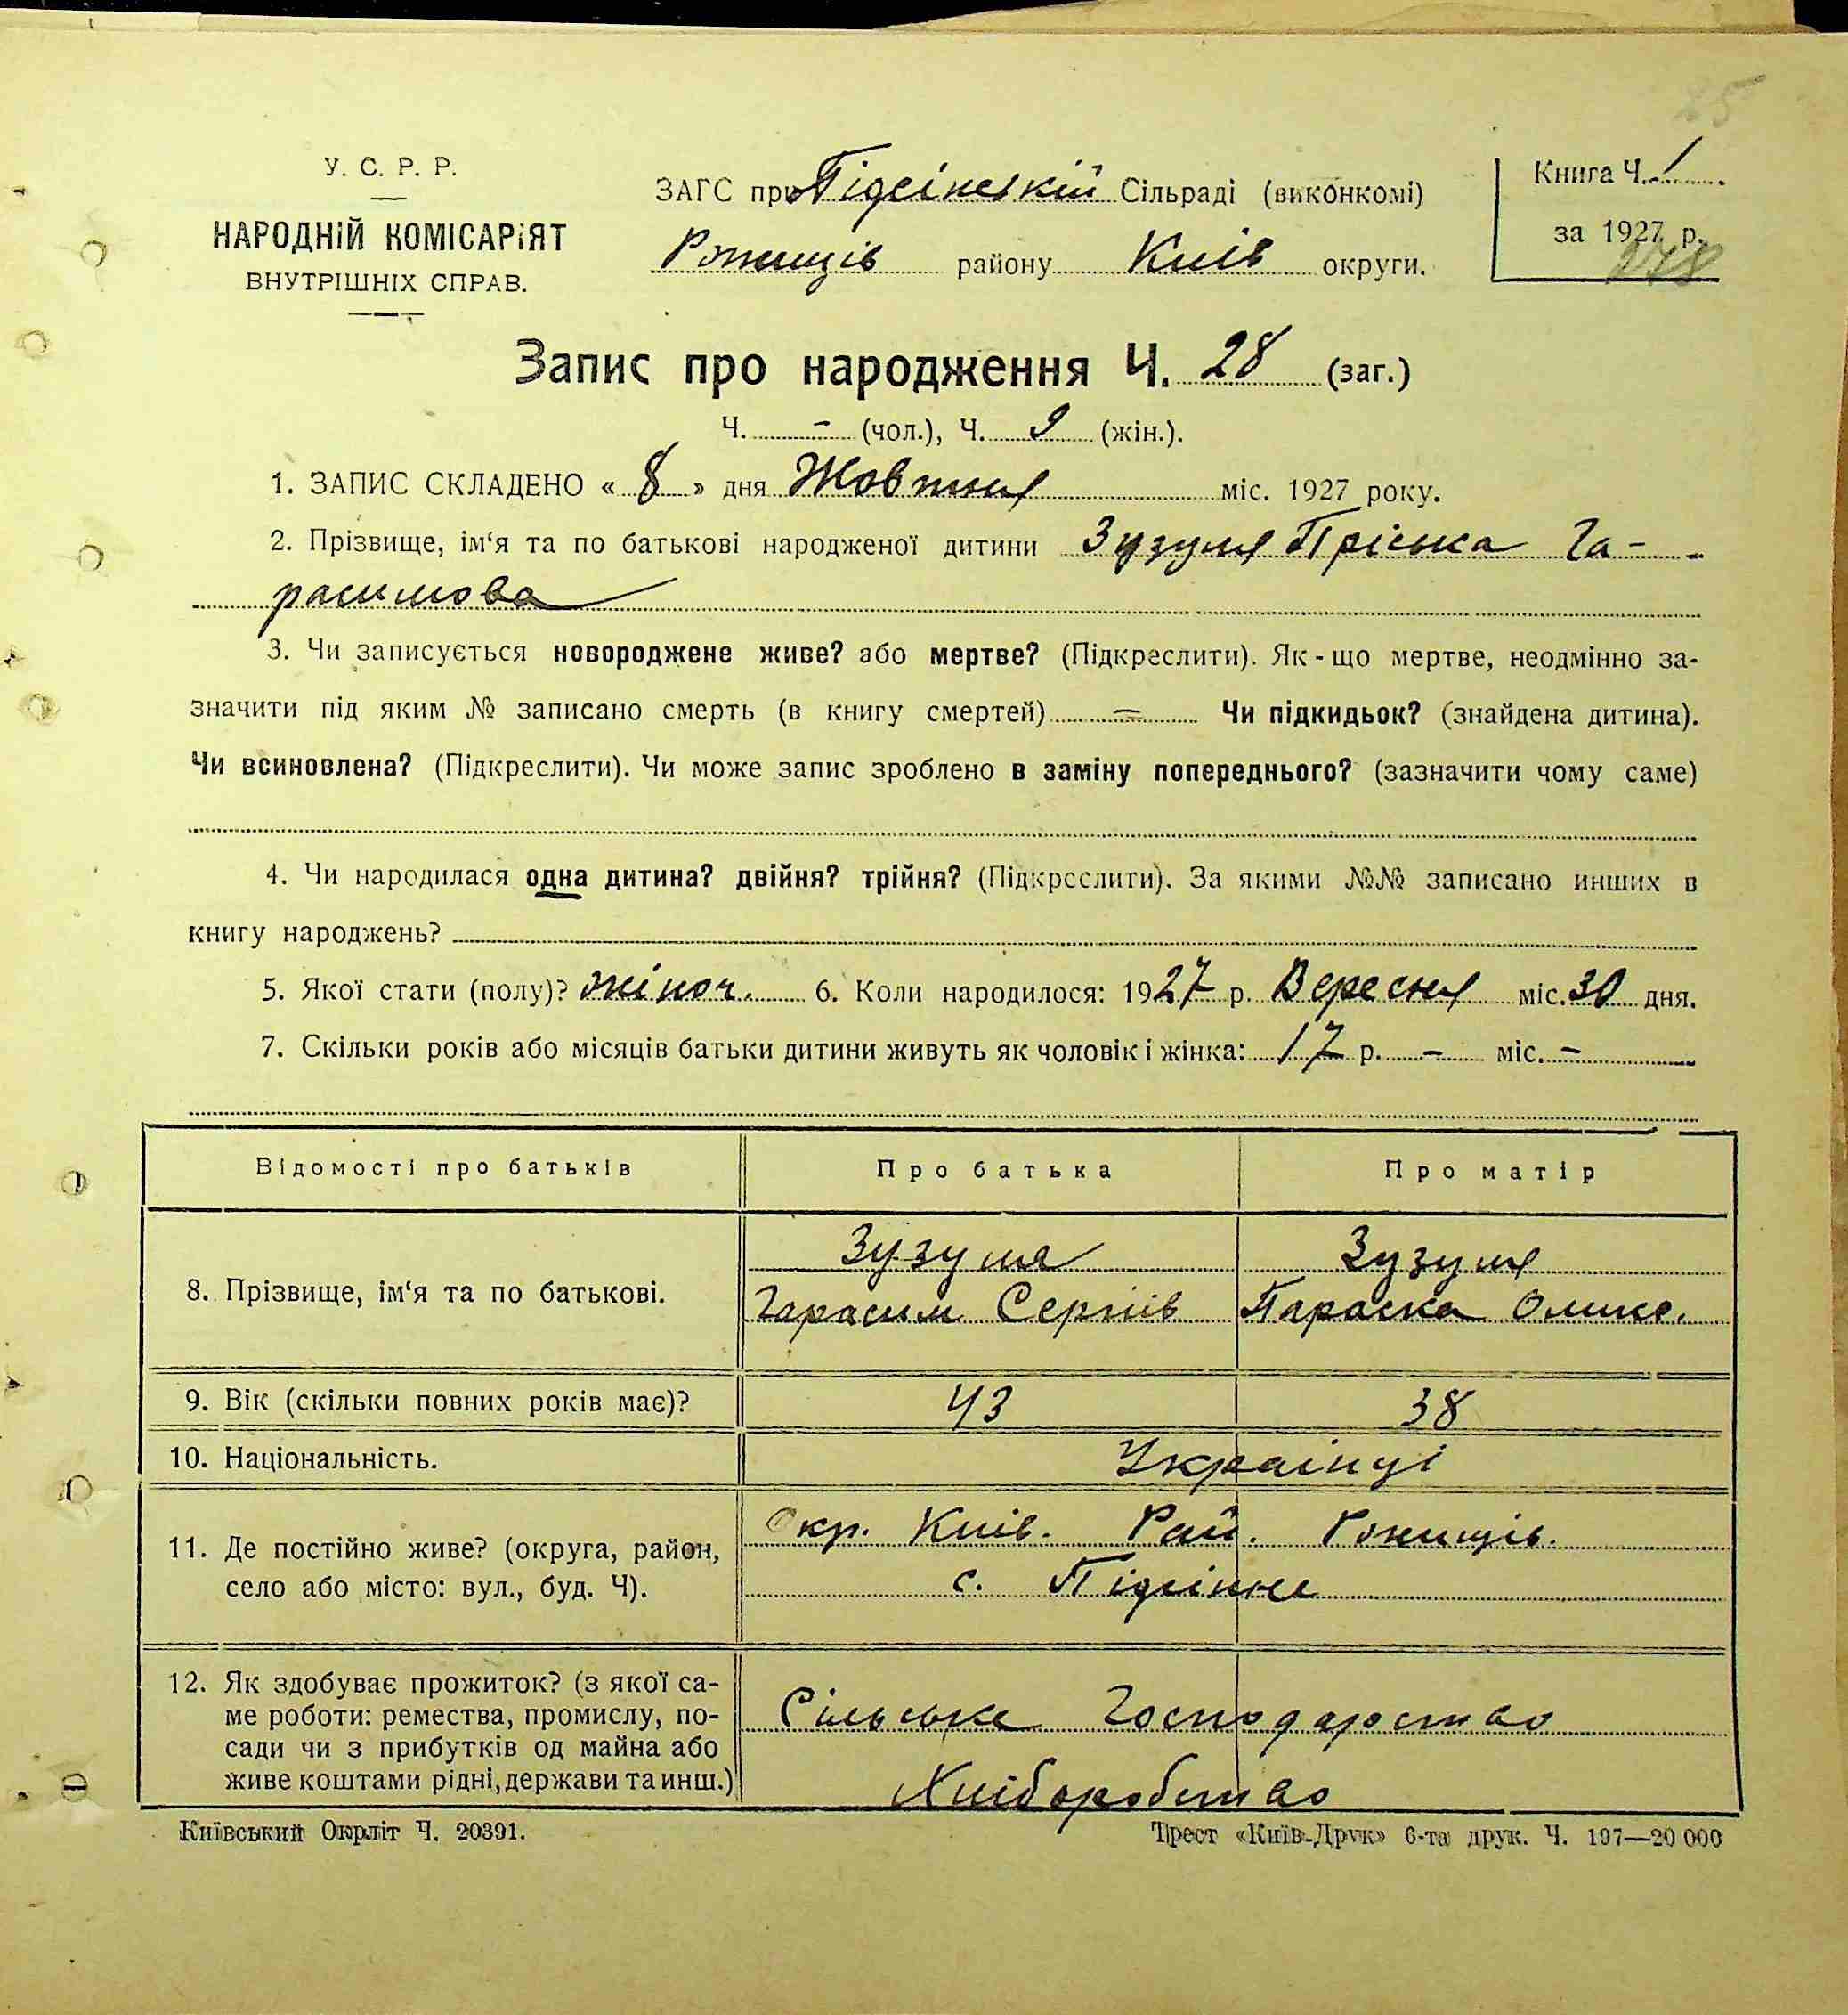 25
У. С. Р. Р.
НАРОДНІЙ КОМІСАРІЯТ
ВНУТРІШНІХ СПРАВ.
ЗАГС при Підсінській Сільраді (виконкомі)
району Київ округи.
Книга Ч. 1
за 1927 р.
Запис про народження Ч. 28 (заг.)
Ч. - (чол.), Ч. 9 (жін.).
1. ЗАПИС СКЛАДЕНО « 8 » дня Жовтня міс. 1927 року.
2. Прізвище, ім‘я та по батькові народженої дитини Зузуля Пріська Га-
расимова
3. Чи записується новороджене живе? або мертве? (Підкреслити). Як-що мертве, неодмінно за-
значити під яким № записано смерть (в книгу смертей) = Чи підкидьок? (знайдена дитина).
Чи всиновлена? (Підкреслити). Чи може запис зроблено в заміну попереднього? (зазначити чому саме)
4. Чи народилася одна дитина? двійня? трійня? (Підкреслити). За якими №№ записано инших в
книгу народжень?
5. Якої стати (полу)? жіноч. 6. Коли народилося: 1927 р. Вересня міс. 30 дня.
7. Скільки років або місяців батьки дитини живуть як чоловік і жінка: 17 р. - міс. -
Відомості про батьків Про батька Про матір
8. Прізвище, ім‘я та по батькові.
Зузуля Зузуля
Гарасим Сергіїв Параска Олекс.
9. Вік (скільки повних років має)? 43 38
10. Національність. Українці
11. Де постійно живе? (округа, район,
село або місто: вул., буд. Ч).
Окр. Київ. Рай.
с. Підсінне
12. Як здобуває прожиток? (з якої са-
ме роботи: ремества, промислу, по-
сади чи з прибутків од майна або
живе коштами рідні, держави та инш.)
Сільське Господарство
Хліборобство
Київський Окрліт Ч. 20391.
Трест «Київ-Друк» 6-та друк. Ч. 197—20 000